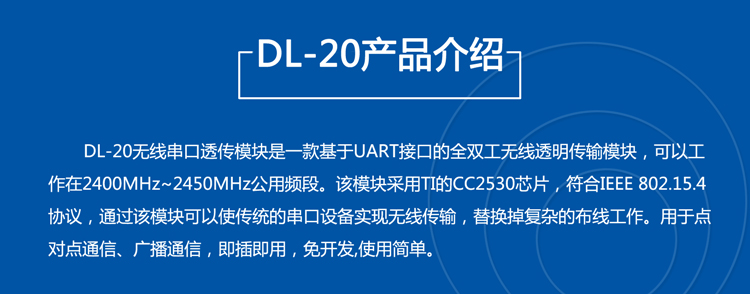 DL-20产品介绍
DL-20无线串口透传模块是一款基于UART接口的全双工无线透明传输模块，可以工
作在2400MHz~2450MHz公用频段。该模块采用TI的CC2530芯片，符合IEEE 802.15.4
协议，通过该模块可以使传统的串口设备实现无线传输，替换掉复杂的布线工作。用于点
对点通信、广播通信，即插即用，免开发,使用简单。